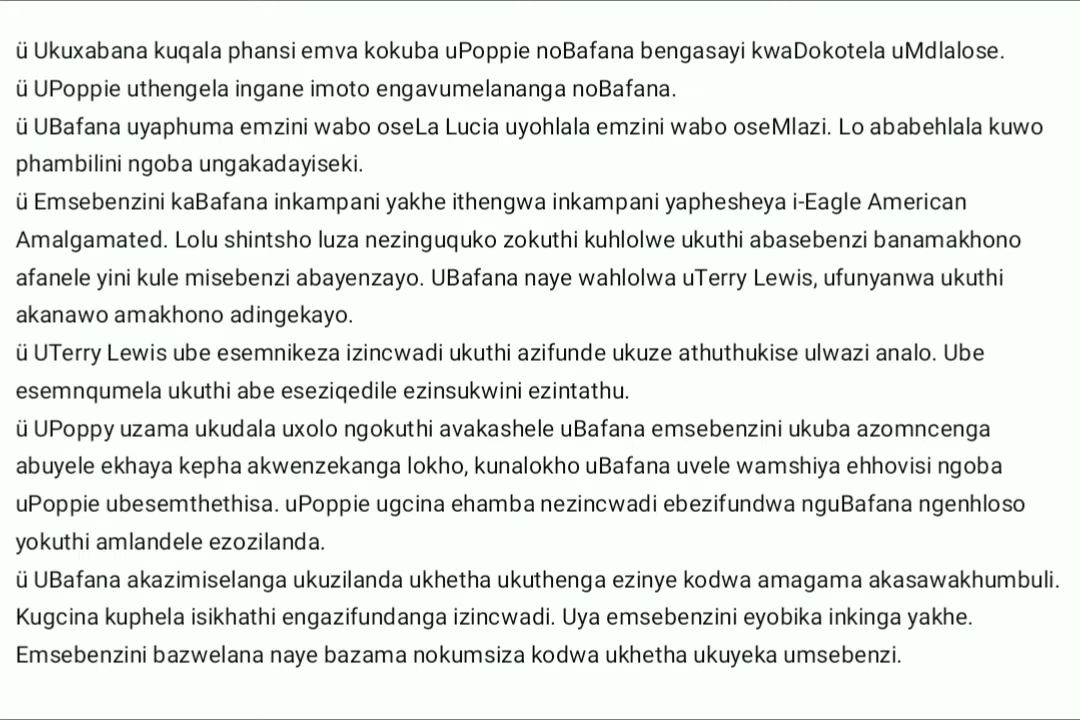 ü Ukuxabana kuqala phansi emva kokuba uPoppie noBafana bengasayi kwaDokotela uMdlalose.
ü UPoppie uthengela ingane imoto engavumelananga noBafana.
ü UBafana uyaphuma emzini wabo oseLa Lucia uyohlala emzini wabo oseMlazi. Lo ababehlala kuwo
phambilini ngoba ungakadayiseki.
ü Emsebenzini kaBafana inkampani yakhe ithengwa inkampani yaphesheya i-Eagle American
Amalgamated. Lolu shintsho luza nezinguquko zokuthi kuhlolwe ukuthi abasebenzi banamakhono
afanele yini kule misebenzi abayenzayo. UBafana naye wahlolwa uTerry Lewis, ufunyanwa ukuthi
akanawo amakhono adingekayo.
ü UTerry Lewis ube esemnikeza izincwadi ukuthi azifunde ukuze athuthukise ulwazi analo. Ube
esemnqumela ukuthi abe eseziqedile ezinsukwini ezintathu.
ü UPoppy uzama ukudala uxolo ngokuthi avakashele uBafana emsebenzini ukuba azomncenga
abuyele ekhaya kepha akwenzekanga lokho, kunalokho uBafana uvele wamshiya ehhovisi ngoba
uPoppie ubesemthethisa. uPoppie ugcina ehamba nezincwadi ebezifundwa nguBafana ngenhloso
yokuthi amlandele ezozilanda.
ü UBafana akazimiselanga ukuzilanda ukhetha ukuthenga ezinye kodwa amagama akasawakhumbuli.
Kugcina kuphela isikhathi engazifundanga izincwadi. Uya emsebenzini eyobika inkinga yakhe.
Emsebenzini bazwelana naye bazama nokumsiza kodwa ukhetha ukuyeka umsebenzi.